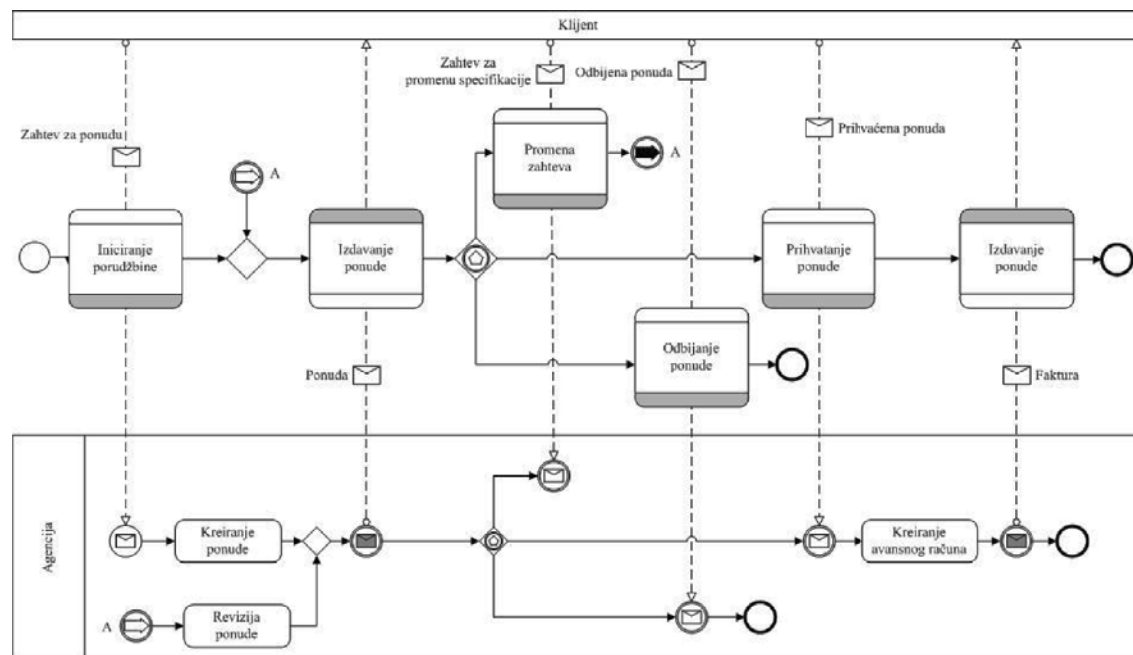 Klijent
Zahtev za
promenu specifikacije
Odbijena ponuda
Zahtev za ponudu
Prihvaćena ponuda
A
Promena
zahteva
A
Iniciranje
porudžbine
Izdavanje
ponude
Prihvatanje
ponude
Izdavanje
ponude
Odbijanje
ponude
Ponuda
Faktura
Agencija
Kreiranje
ponude
Kreiranje
avansnog računa
A
Revizija
ponude